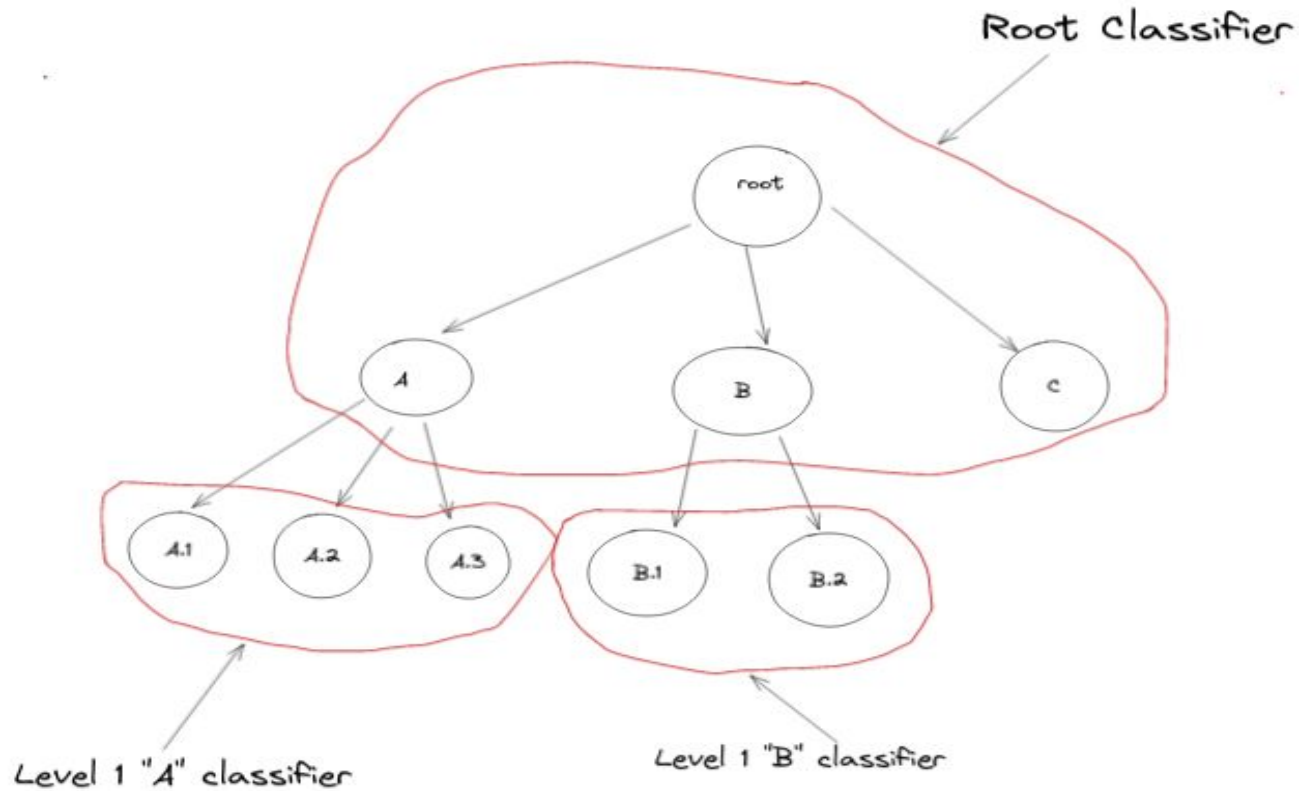 Root Classifier
root
A
B
C
A.1
A.2
A.3
B.1
B.2
Level 1 "B" classifier
Level 1 "A" classifier